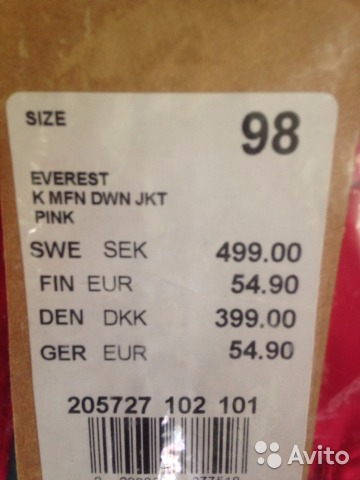 SIZE 98
EVEREST
K MFN DWN JKT
PINK
SWE SEK 499.00
FIN EUR 54.90
DEN DKK 399.00
GER EUR 54.90
205727 102 101
Avito